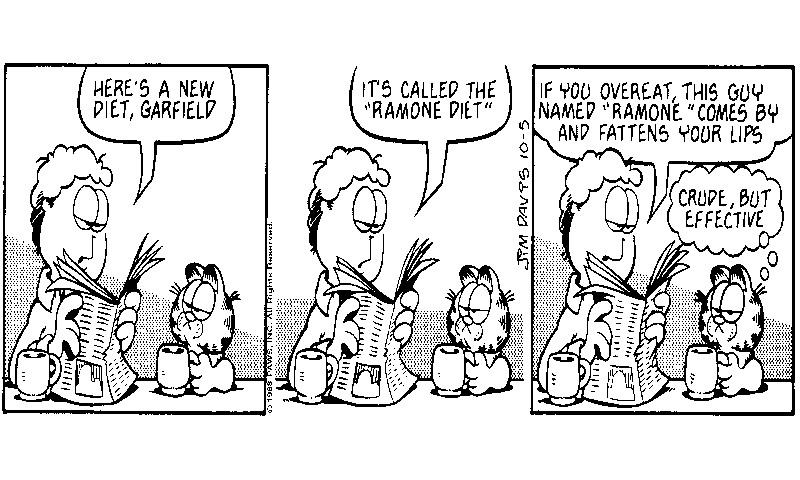 HERE'S A NEW
DIET, GARFIELD
IT'S CALLED THE
"RAMONE DIET"
IF YOU OVEREAT, THIS GUY
NAMED "RAMONE" COMES BY
AND FATTENS YOUR LIPS
CRUDE, BUT
EFFECTIVE
JIM DAVIS 10-5